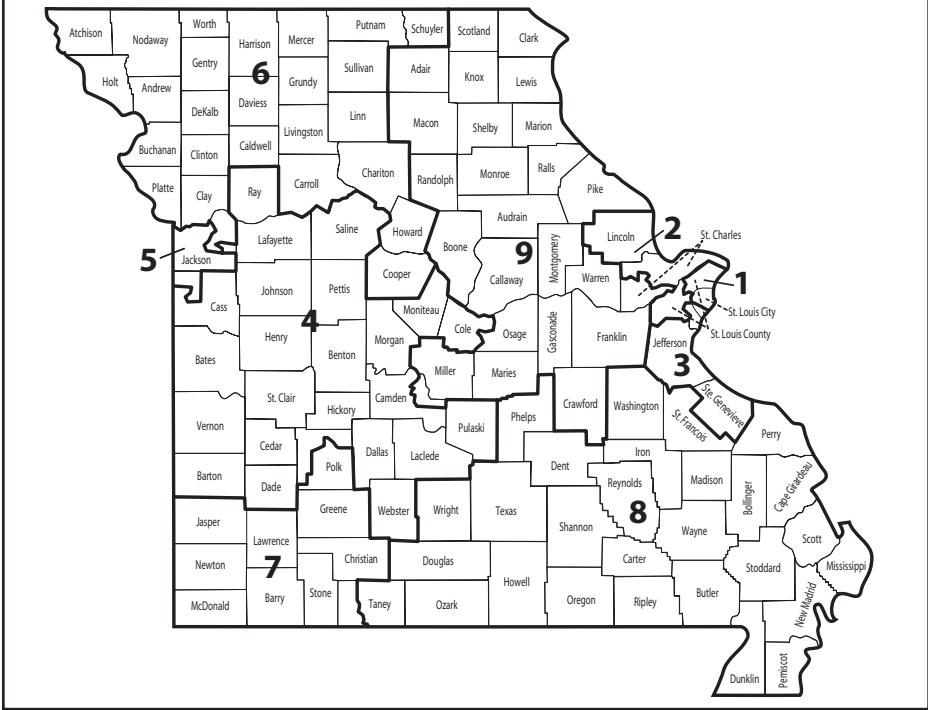 Atchison
Nodaway
Worth
Harrison
Mercer
Putnam
Schuyler
Scotland
Clark
Gentry
Holt
Andrew
6
Grundy
Sullivan
Adair
Knox
Lewis
DeKalb
Daviess
Livingston
Linn
Macon
Shelby
Marion
Buchanan
Clinton
Caldwell
Platte
Clay
Ray
Carroll
Chariton
Randolph
Monroe
Ralls
Pike
Audrain
Saline
Howard
Boone
Lafayette
5
Jackson
9
Callaway
Montgomery
Lincoln
2
St. Charles
Warren
1
St. Louis City
St. Louis County
Cooper
Johnson
Pettis
Cass
4
Moniteau
Cole
Osage
Gasconade
Franklin
Jefferson
3
Henry
Morgan
Benton
Bates
Miller
Maries
St. Clair
Camden
Hickory
Crawford
Washington
Ste. Genevieve
St. Francois
Perry
Vernon
Cedar
Polk
Dallas
Laclede
Pulaski
Phelps
Dent
Iron
Barton
Dade
Reynolds
Madison
Bollinger
Cape Girardeau
Jasper
Greene
Webster
Wright
Texas
Shannon
8
Wayne
Scott
Lawrence
Newton
7
Christian
Douglas
Carter
Stoddard
Mississippi
McDonald
Barry
Stone
Taney
Ozark
Howell
Oregon
Ripley
Butler
New Madrid
Dunklin
Pemiscot